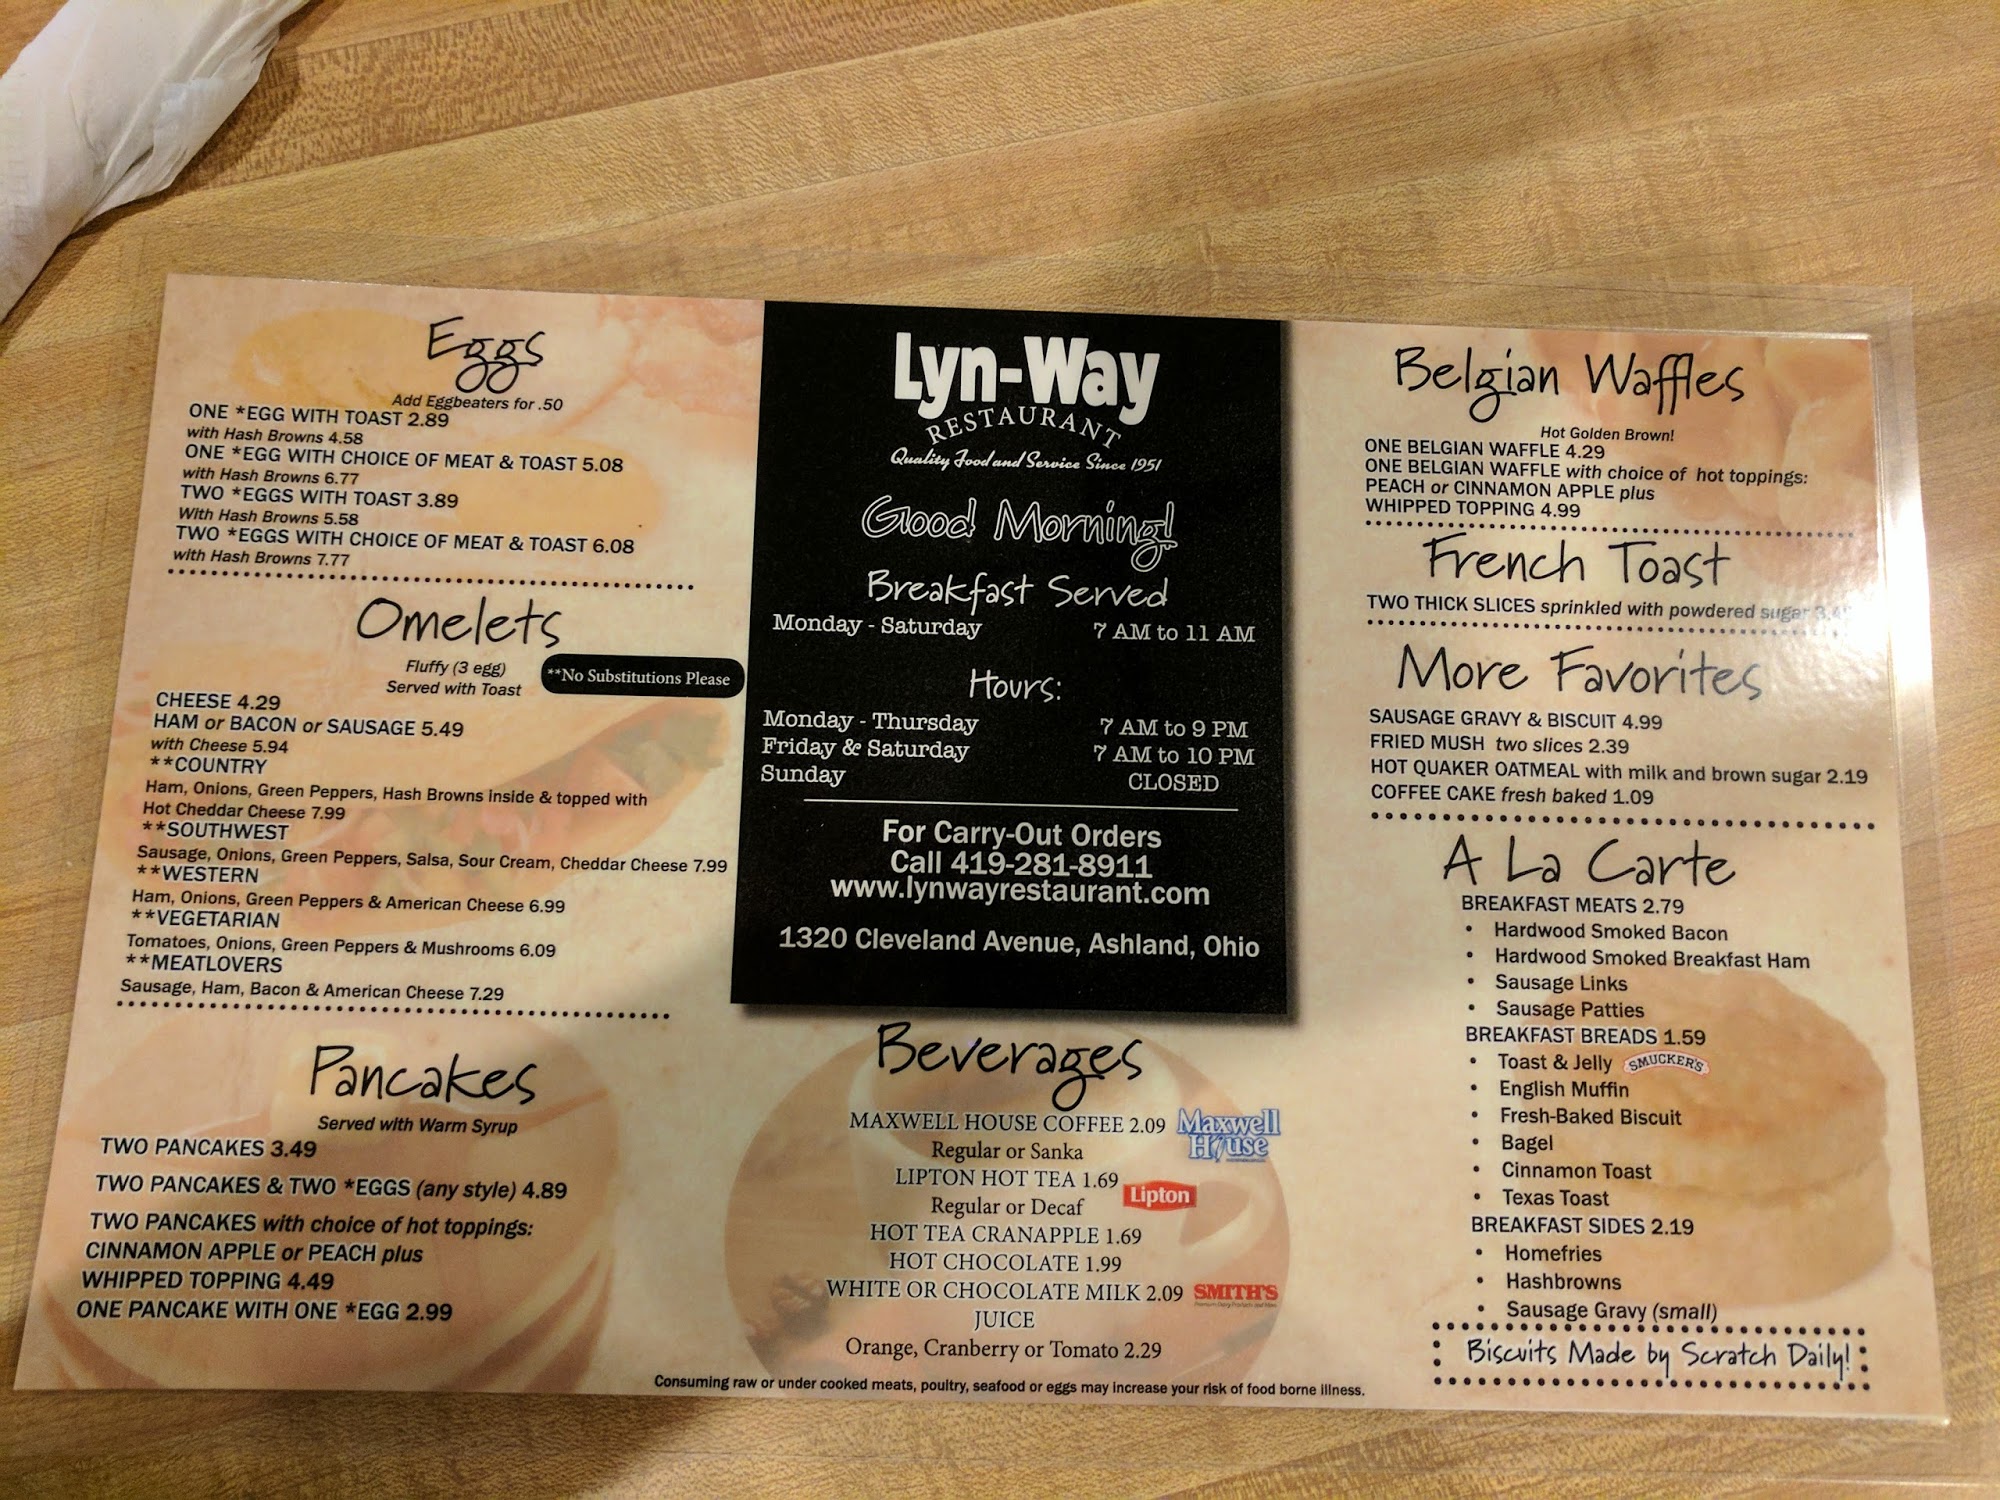 Eggs
Add Eggbeaters for .50
ONE *EGG WITH TOAST 2.89
with Hash Browns 4.58
ONE *EGG WITH CHOICE OF MEAT & TOAST 5.08
with Hash Browns 6.77
TWO *EGGS WITH TOAST 3.89
With Hash Browns 5.58
TWO *EGGS WITH CHOICE OF MEAT & TOAST 6.08
with Hash Browns 7.77
Omelets
Fluffy (3 egg)
Served with Toast
**No Substitutions Please
CHEESE 4.29
HAM or BACON or SAUSAGE 5.49
with Cheese 5.94
**COUNTRY
Ham, Onions, Green Peppers, Hash Browns inside & topped with
Hot Cheddar Cheese 7.99
**SOUTHWEST
Sausage, Onions, Green Peppers, Salsa, Sour Cream, Cheddar Cheese 7.99
**WESTERN
Ham, Onions, Green Peppers & American Cheese 6.99
**VEGETARIAN
Tomatoes, Onions, Green Peppers & Mushrooms 6.09
**MEATLOVERS
Sausage, Ham, Bacon & American Cheese 7.29
Pancakes
Served with Warm Syrup
TWO PANCAKES 3.49
TWO PANCAKES & TWO *EGGS (any style) 4.89
TWO PANCAKES with choice of hot toppings:
CINNAMON APPLE or PEACH plus
WHIPPED TOPPING 4.49
ONE PANCAKE WITH ONE *EGG 2.99
Lyn-Way
RESTAURANT
Quality Food and Service Since 1951
Good Morning!
Breakfast Served
Monday - Saturday 7 AM to 11 AM
Hours:
Monday - Thursday 7 AM to 9 PM
Friday & Saturday 7 AM to 10 PM
Sunday CLOSED
For Carry-Out Orders
Call 419-281-8911
www.lynwayrestaurant.com
1320 Cleveland Avenue, Ashland, Ohio
Beverages
MAXWELL HOUSE COFFEE 2.09
Maxwell
House
Regular or Sanka
LIPTON HOT TEA 1.69
Lipton
Regular or Decaf
HOT TEA CRANAPPLE 1.69
HOT CHOCOLATE 1.99
WHITE OR CHOCOLATE MILK 2.09
SMITH'S
JUICE
Orange, Cranberry or Tomato 2.29
Consuming raw or under cooked meats, poultry, seafood or eggs may increase your risk of food borne illness.
Belgian Waffles
Hot Golden Brown!
ONE BELGIAN WAFFLE 4.29
ONE BELGIAN WAFFLE with choice of hot toppings:
PEACH or CINNAMON APPLE plus
WHIPPED TOPPING 4.99
French Toast
TWO THICK SLICES sprinkled with powdered sugar
More Favorites
SAUSAGE GRAVY & BISCUIT 4.99
FRIED MUSH two slices 2.39
HOT QUAKER OATMEAL with milk and brown sugar 2.19
COFFEE CAKE fresh baked 1.09
A La Carte
BREAKFAST MEATS 2.79
• Hardwood Smoked Bacon
• Hardwood Smoked Breakfast Ham
• Sausage Links
• Sausage Patties
BREAKFAST BREADS 1.59
• Toast & Jelly SMUCKER'S
• English Muffin
• Fresh-Baked Biscuit
• Bagel
• Cinnamon Toast
• Texas Toast
BREAKFAST SIDES 2.19
• Homefries
• Hashbrowns
• Sausage Gravy (small)
Biscuits Made by Scratch Daily!